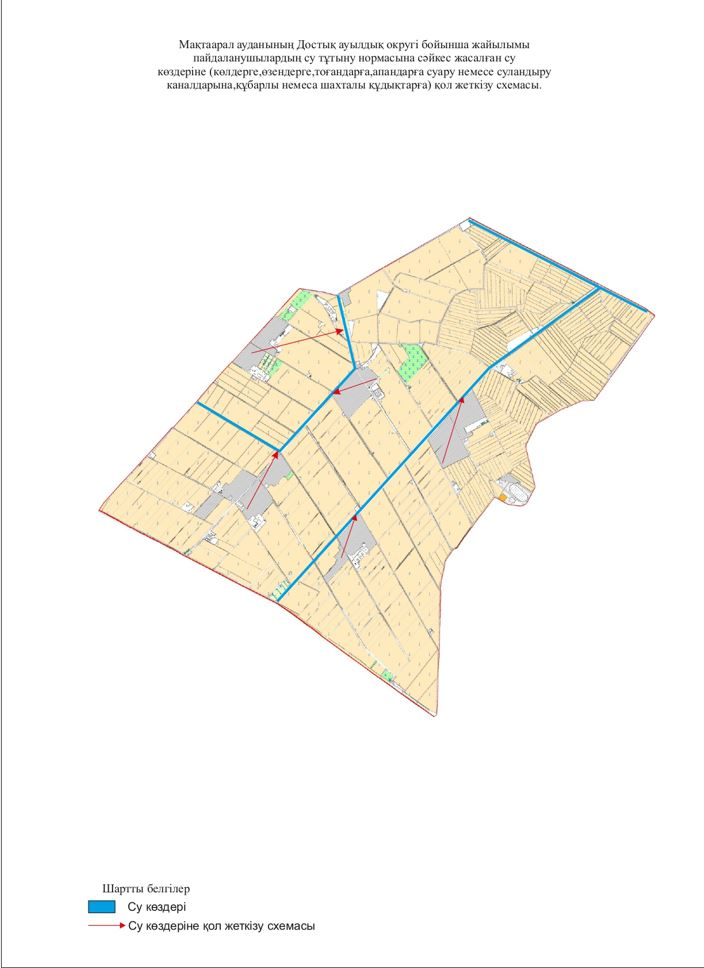 Мақтаарал ауданының Достық ауылдық округі бойынша жайылымы
пайдаланушылардың су тұтыну нормасына сәйкес жасалған су
көздеріне (көлдерге,өзендерге,тоғандарға,апандарға суару немесе суландыру
каналдарына,құбарлы немеса шахталы құдықтарға) қол жеткізу схемасы.
Шартты белгілер
Су көздері
Су көздеріне қол жеткізу схемасы